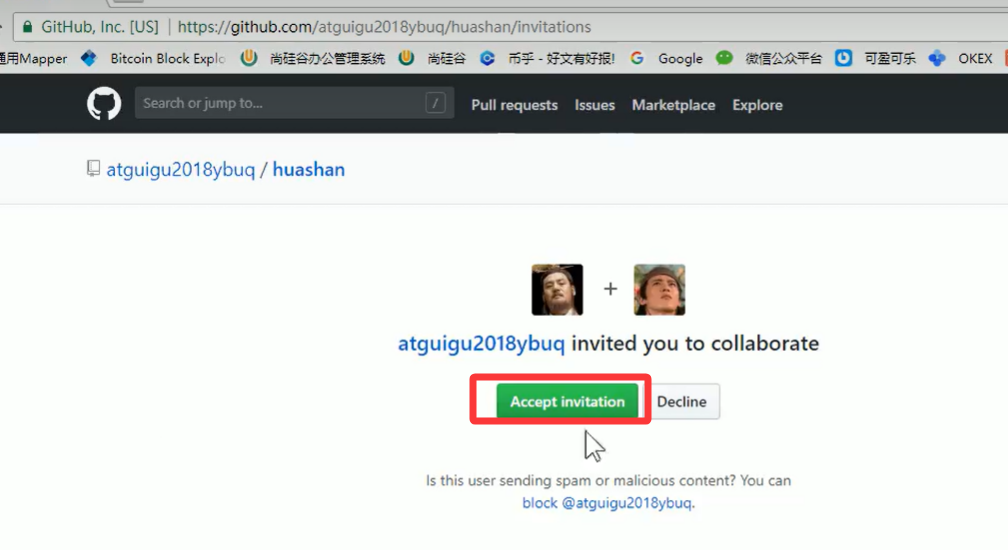 GitHub, Inc. [US] https://github.com/atguigu2018ybuq/huashan/invitations
通用Mapper Bitcoin Block Explo 尚硅谷办公管理系统 尚硅谷 币乎 - 好文有好报! Google 微信公众平台 可盈可乐 OKEX
Search or jump to... / Pull requests Issues Marketplace Explore
atguigu2018ybuq / huashan
+
atguigu2018ybuq invited you to collaborate
Accept invitation Decline
Is this user sending spam or malicious content? You can
block @atguigu2018ybuq.